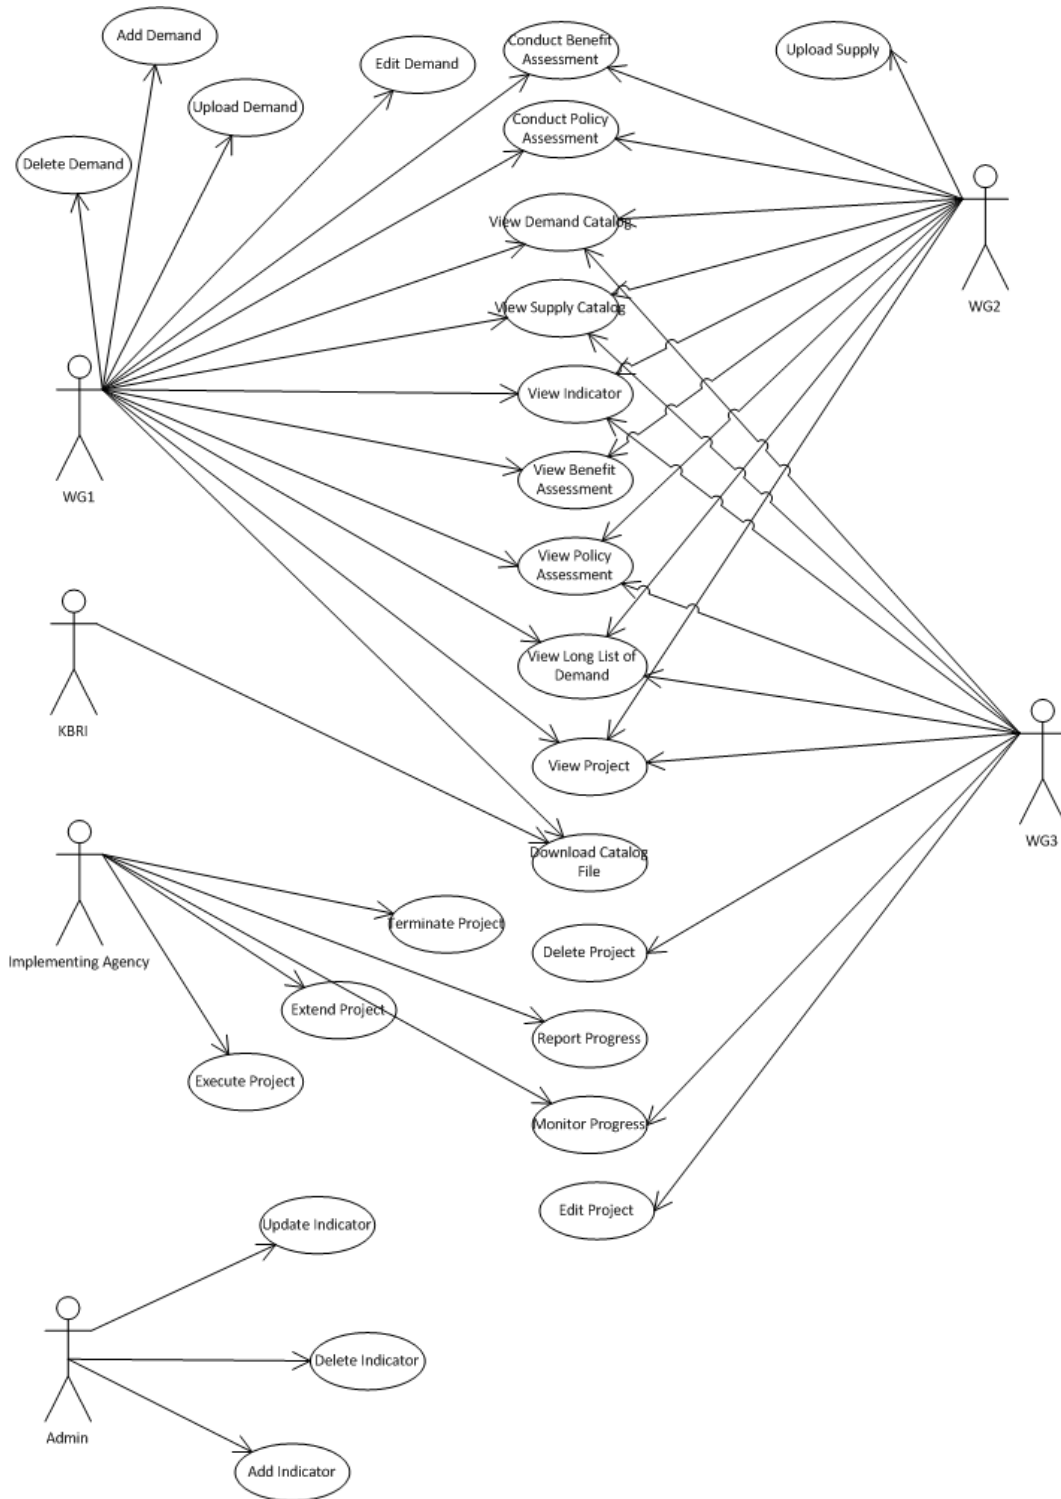 Add Demand
Edit Demand
Conduct Benefit
Assessment
Upload Supply
Upload Demand
Conduct Policy
Assessment
Delete Demand
View Demand Catalog
WG2
View Supply Catalog
View Indicator
WG1
View Benefit
Assessment
View Policy
Assessment
View Long List of
Demand
KBRI
View Project
WG3
Download Catalog
File
Terminate Project
Implementing Agency
Delete Project
Extend Project
Report Progress
Execute Project
Monitor Progress
Edit Project
Update Indicator
Delete Indicator
Admin
Add Indicator